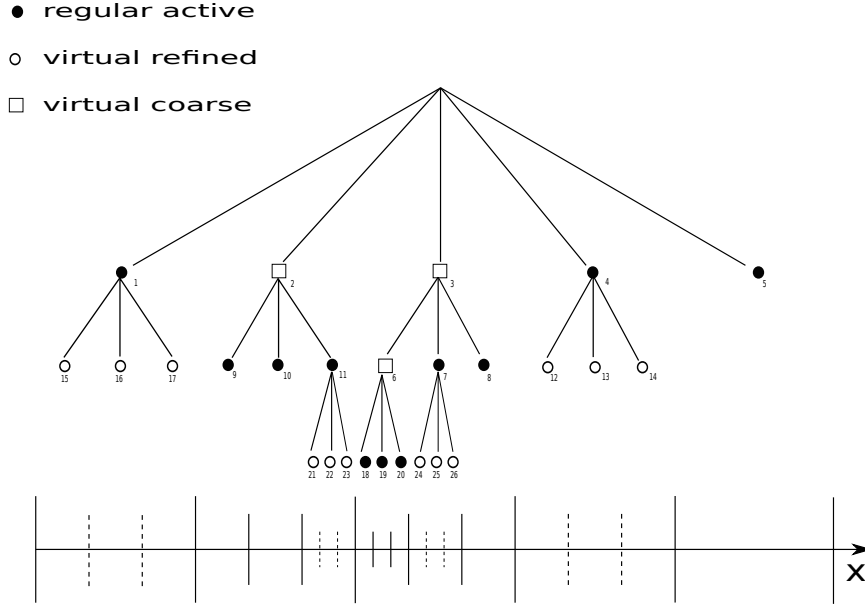 regular active
virtual refined
virtual coarse
1 2 3 4 5
15 16 17 9 10 11 6 7 8 12 13 14
21 22 23 18 19 20 24 25 26
x